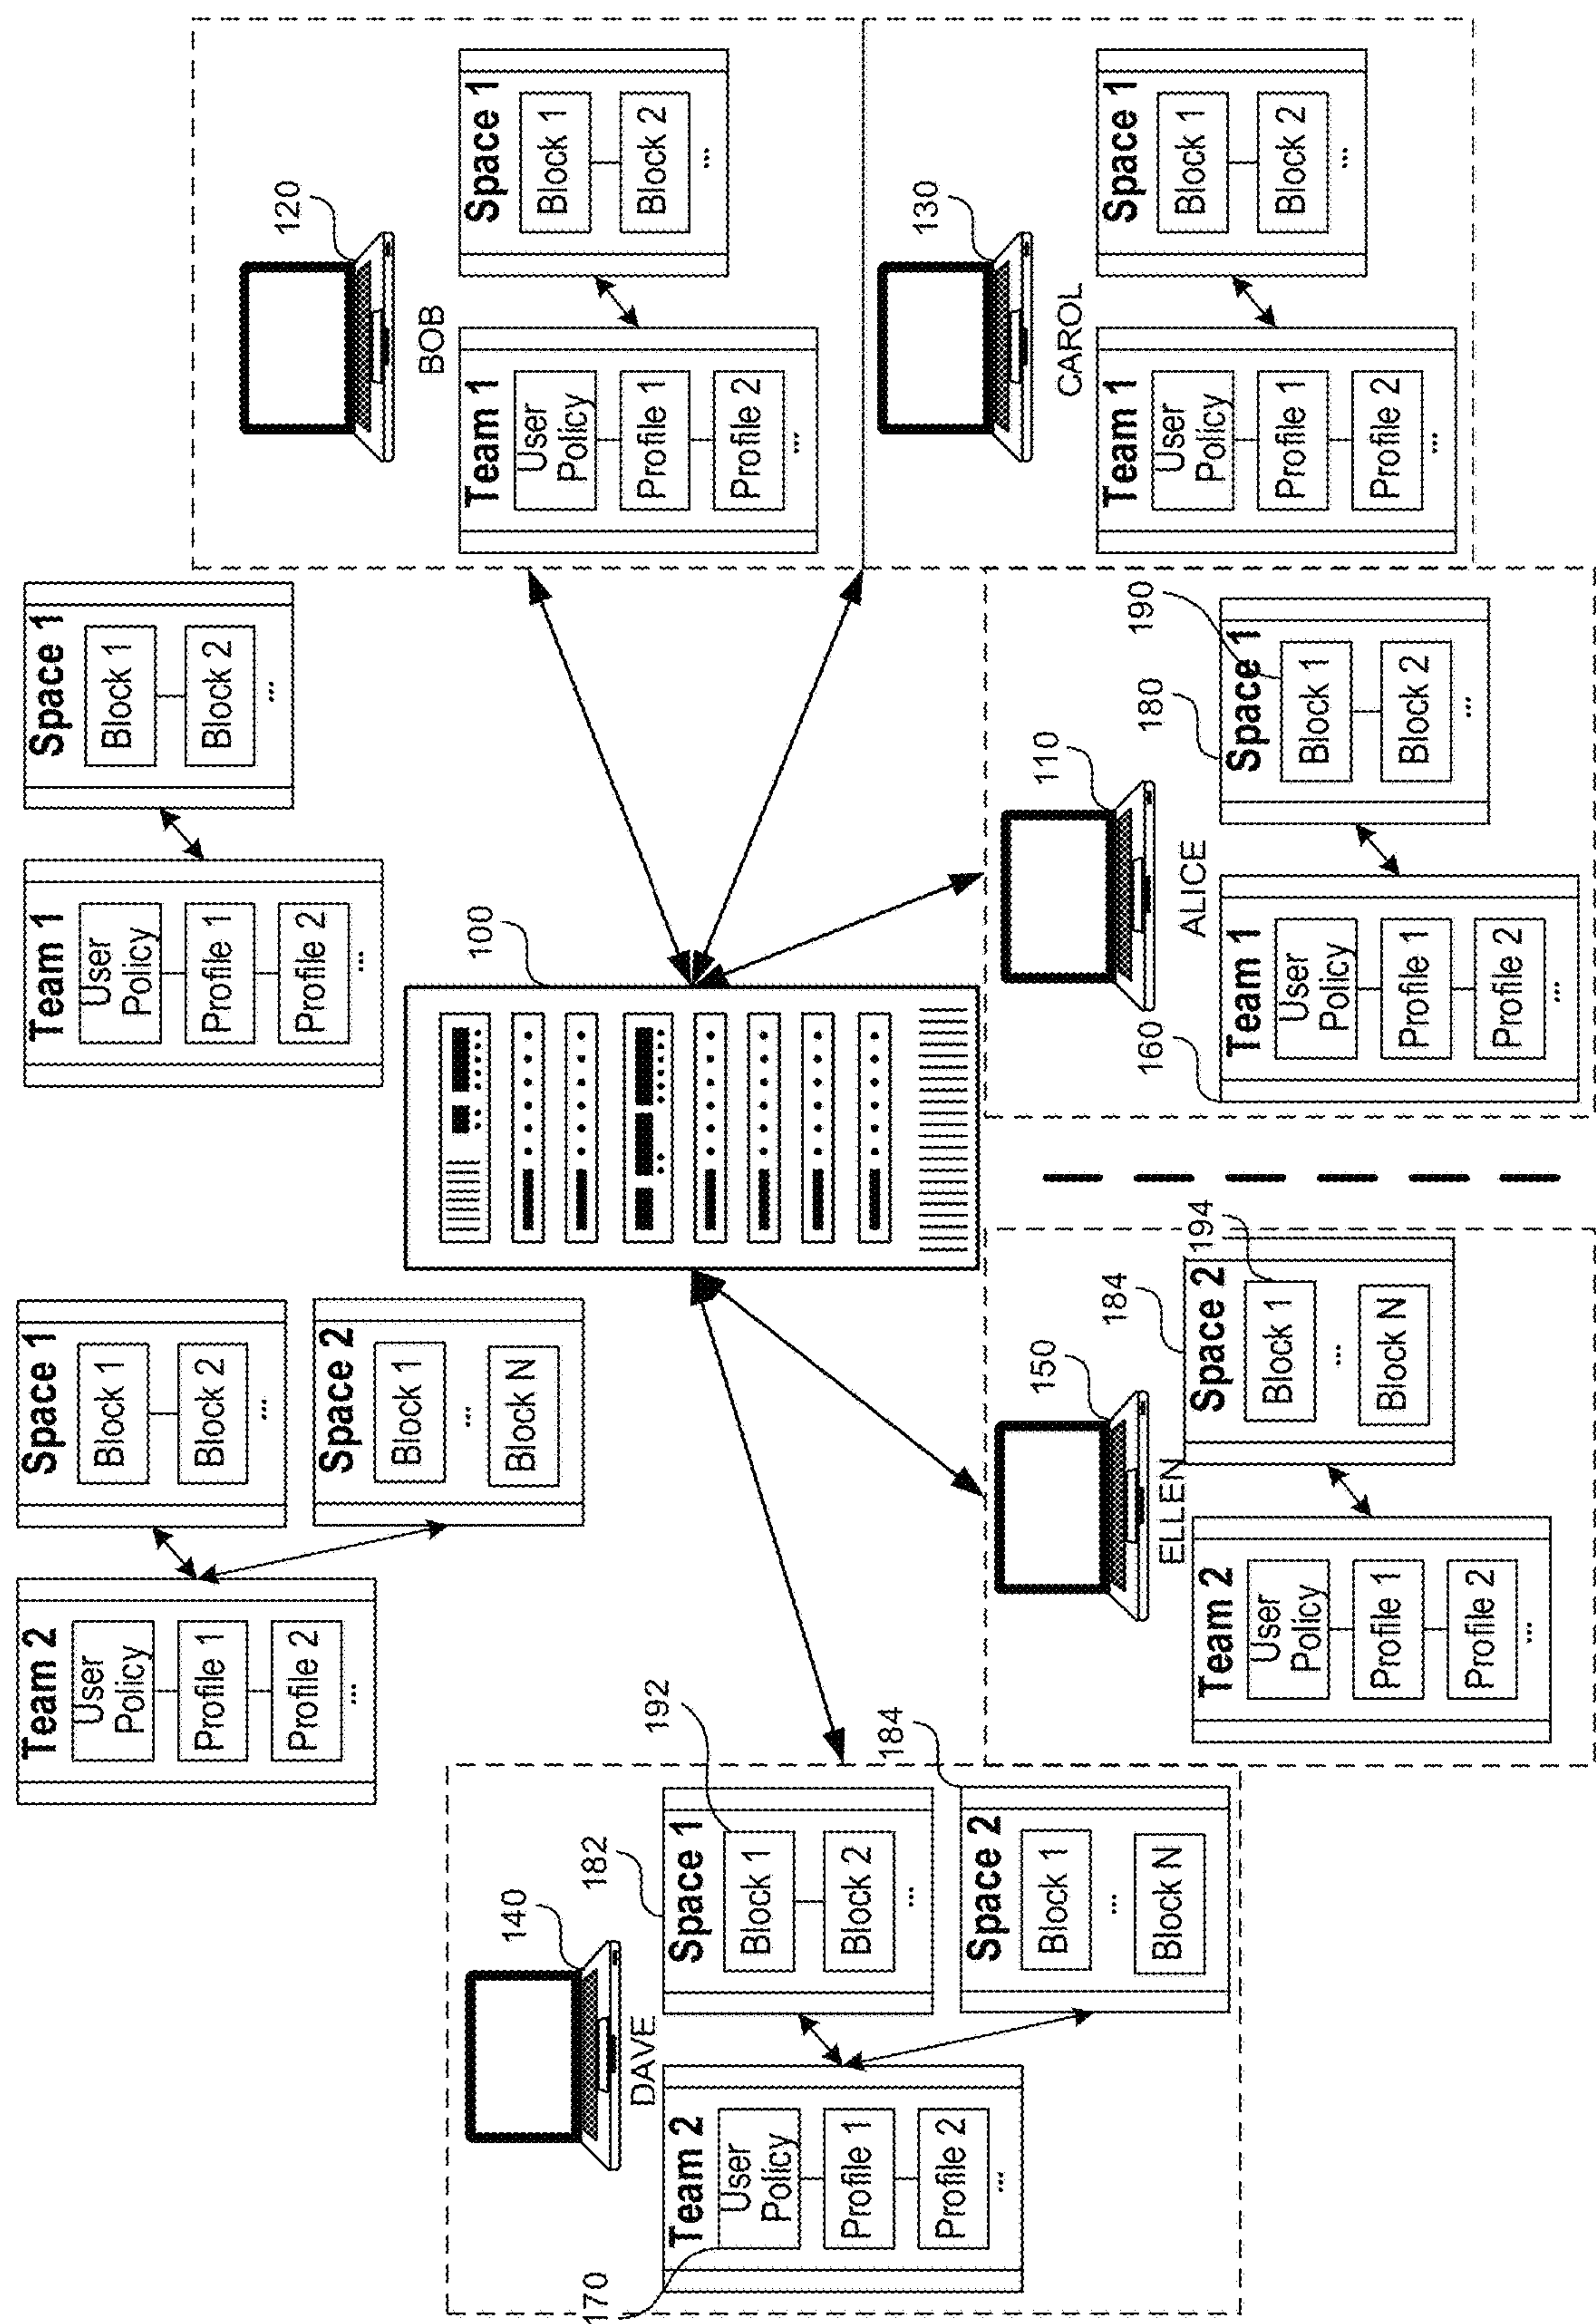 Team 2
User
Policy
Profile 1
Profile 2
...
Space 1
Block 1
Block 2
...
Space 2
Block 1
...
Block N
Team 1
User
Policy
Profile 1
Profile 2
...
Space 1
Block 1
Block 2
...
100
120
BOB
Team 1
User
Policy
Profile 1
Profile 2
...
Space 1
Block 1
Block 2
...
140
DAVE
170
Team 2
User
Policy
Profile 1
Profile 2
...
182
192
Space 1
Block 1
Block 2
...
184
Space 2
Block 1
...
Block N
130
CAROL
Team 1
User
Policy
Profile 1
Profile 2
...
Space 1
Block 1
Block 2
...
150
ELLEN
Team 2
User
Policy
Profile 1
Profile 2
...
184
194
Space 2
Block 1
...
Block N
110
ALICE
160
Team 1
User
Policy
Profile 1
Profile 2
...
180
190
Space 1
Block 1
Block 2
...